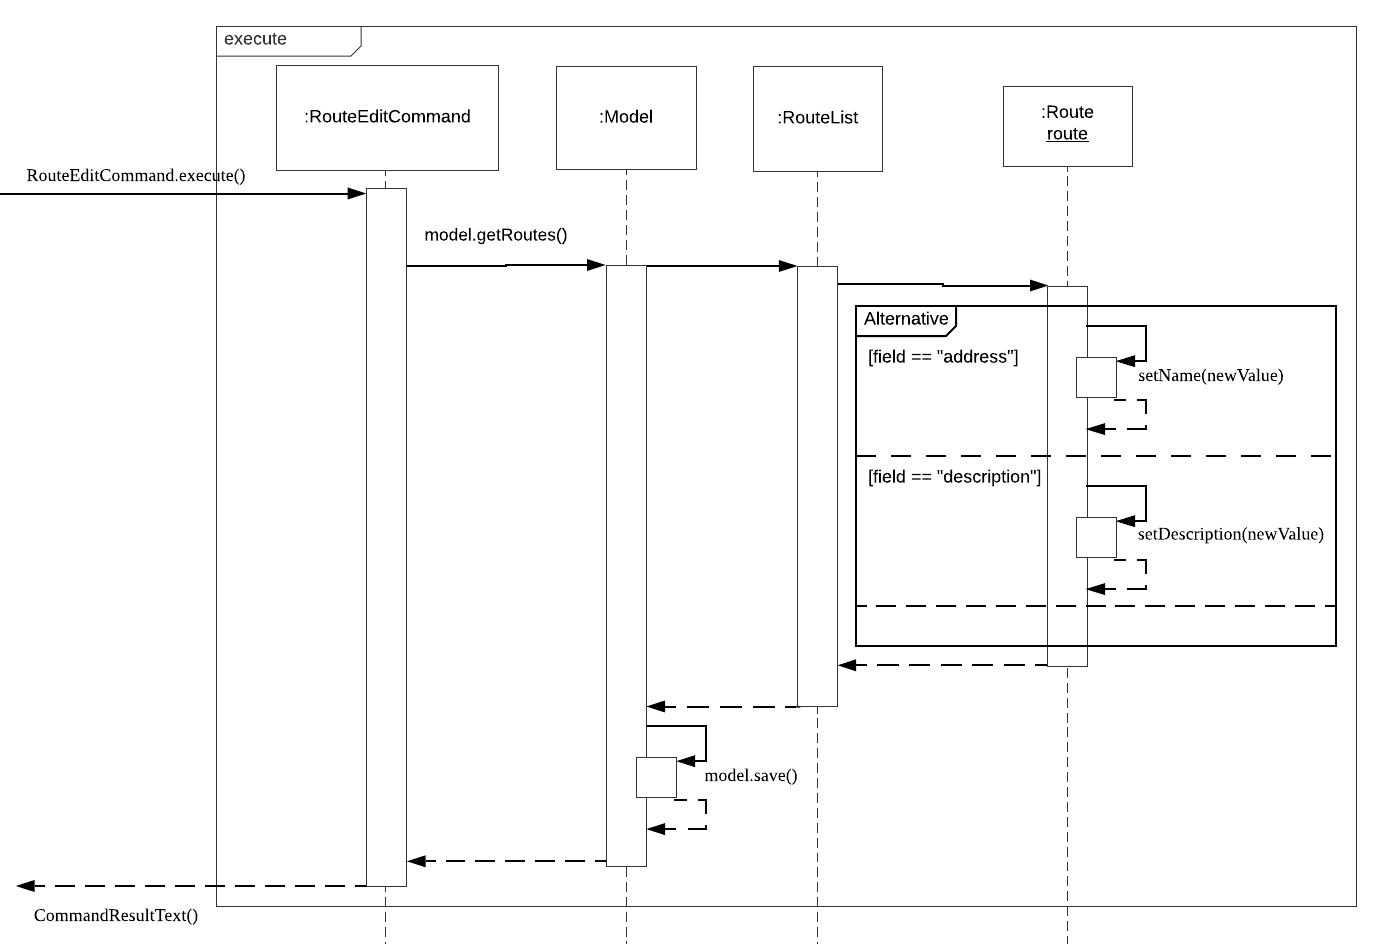 execute
:RouteEditCommand
:Model
:RouteList
:Route
route
RouteEditCommand.execute()
model.getRoutes()
Alternative
[field == "address"]
setName(newValue)
[field == "description"]
setDescription(newValue)
model.save()
CommandResultText()